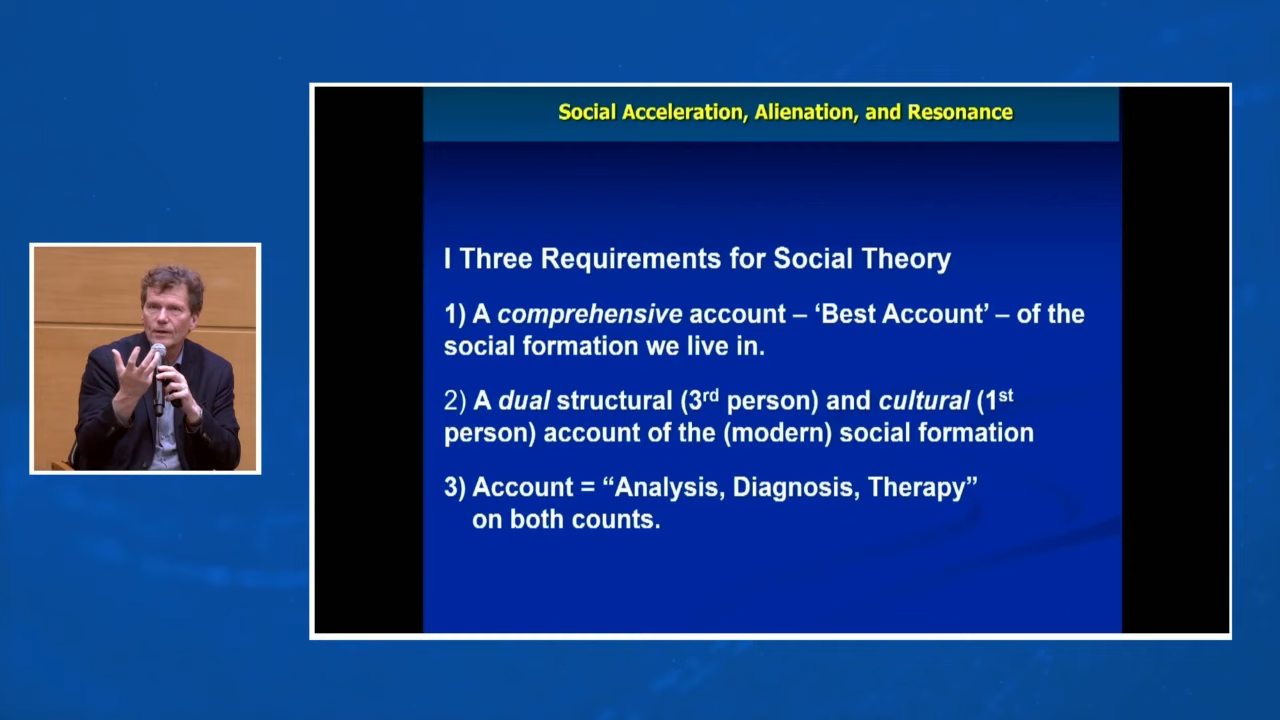 Social Acceleration, Alienation, and Resonance
I Three Requirements for Social Theory
1) A comprehensive account – ‘Best Account’ – of the
social formation we live in.
2) A dual structural (3rd person) and cultural (1st
person) account of the (modern) social formation
3) Account = “Analysis, Diagnosis, Therapy”
on both counts.